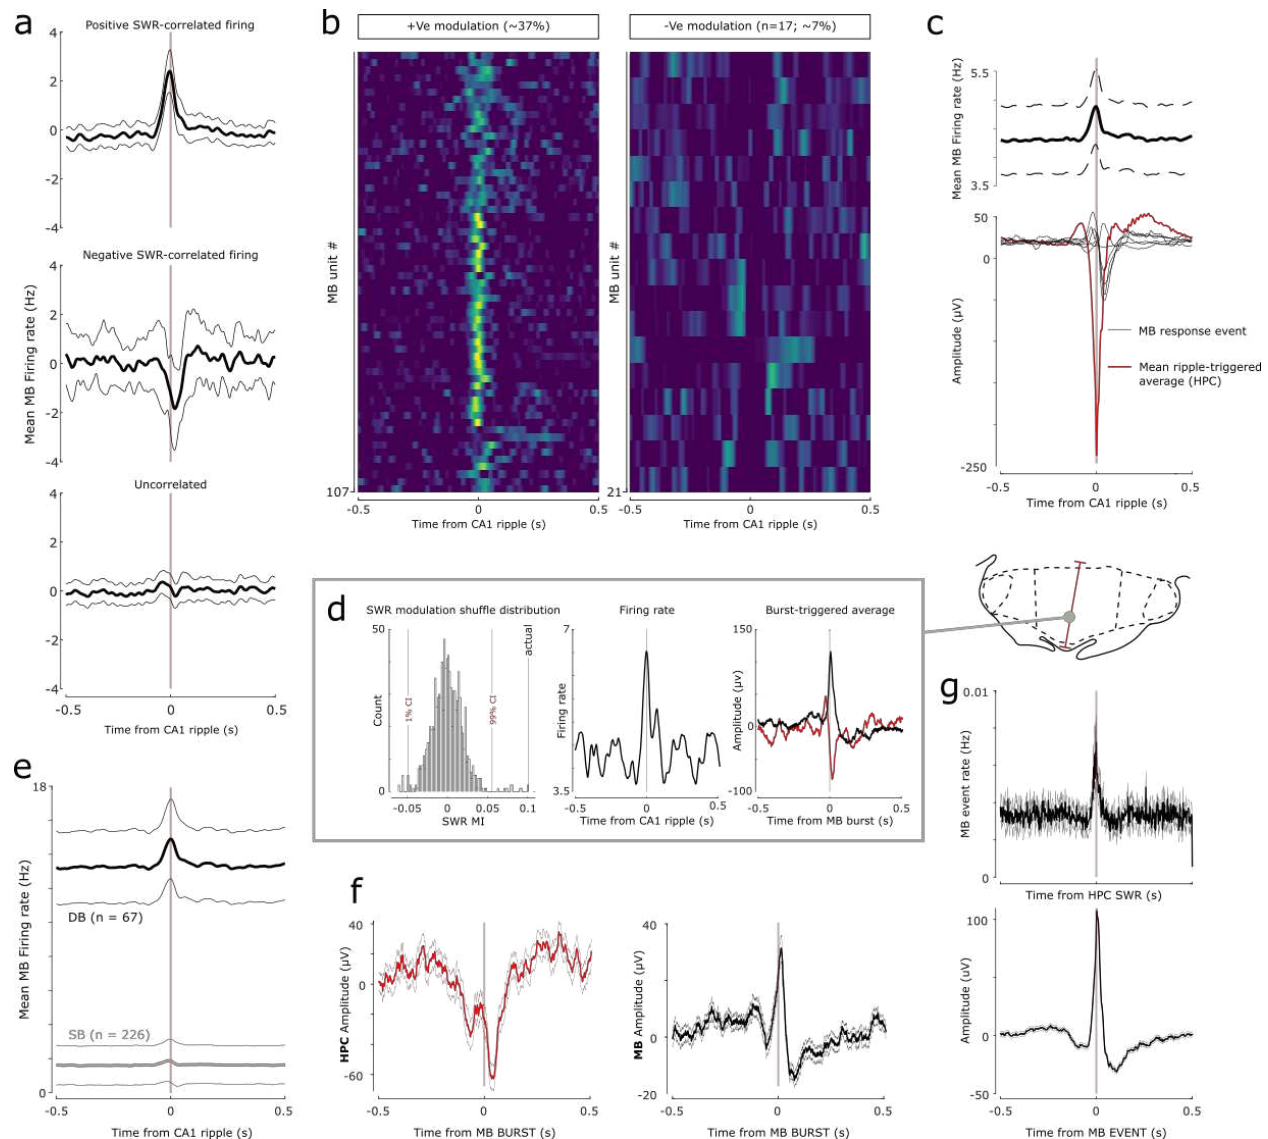 a
Positive SWR-correlated firing
4
2
0
-2
-4
Negative SWR-correlated firing
4
2
0
-2
-4
Mean MB Firing rate (Hz)
Uncorrelated
4
2
0
-2
-4
-0.5
0
0.5
Time from CA1 ripple (s)
b
+Ve modulation (~37%)
MB unit #
107
-0.5
0
0.5
Time from CA1 ripple (s)
-Ve modulation (n=17; ~7%)
MB unit #
21
-0.5
0
0.5
Time from CA1 ripple (s)
c
5.5
3.5
Mean MB Firing rate (Hz)
50
0
-250
Amplitude (µV)
MB response event
Mean ripple-triggered
average (HPC)
-0.5
0
0.5
Time from CA1 ripple (s)
d
SWR modulation shuffle distribution
50
0
Count
1% CI
99% CI
actual
-0.05
0
0.05
0.1
SWR MI
Firing rate
7
3.5
Firing rate
-0.5
0
0.5
Time from CA1 ripple (s)
Burst-triggered average
150
0
-100
Amplitude (µv)
-0.5
0
0.5
Time from MB burst (s)
e
18
0
Mean MB Firing rate (Hz)
DB (n = 67)
SB (n = 226)
-0.5
0
0.5
Time from CA1 ripple (s)
f
40
0
-60
HPC Amplitude (µV)
-0.5
0
0.5
Time from MB BURST (s)
40
0
-20
MB Amplitude (µV)
-0.5
0
0.5
Time from MB BURST (s)
g
0.01
0
MB event rate (Hz)
Time from HPC SWR (s)
100
0
-50
Amplitude (µV)
-0.5
0
0.5
Time from MB EVENT (s)